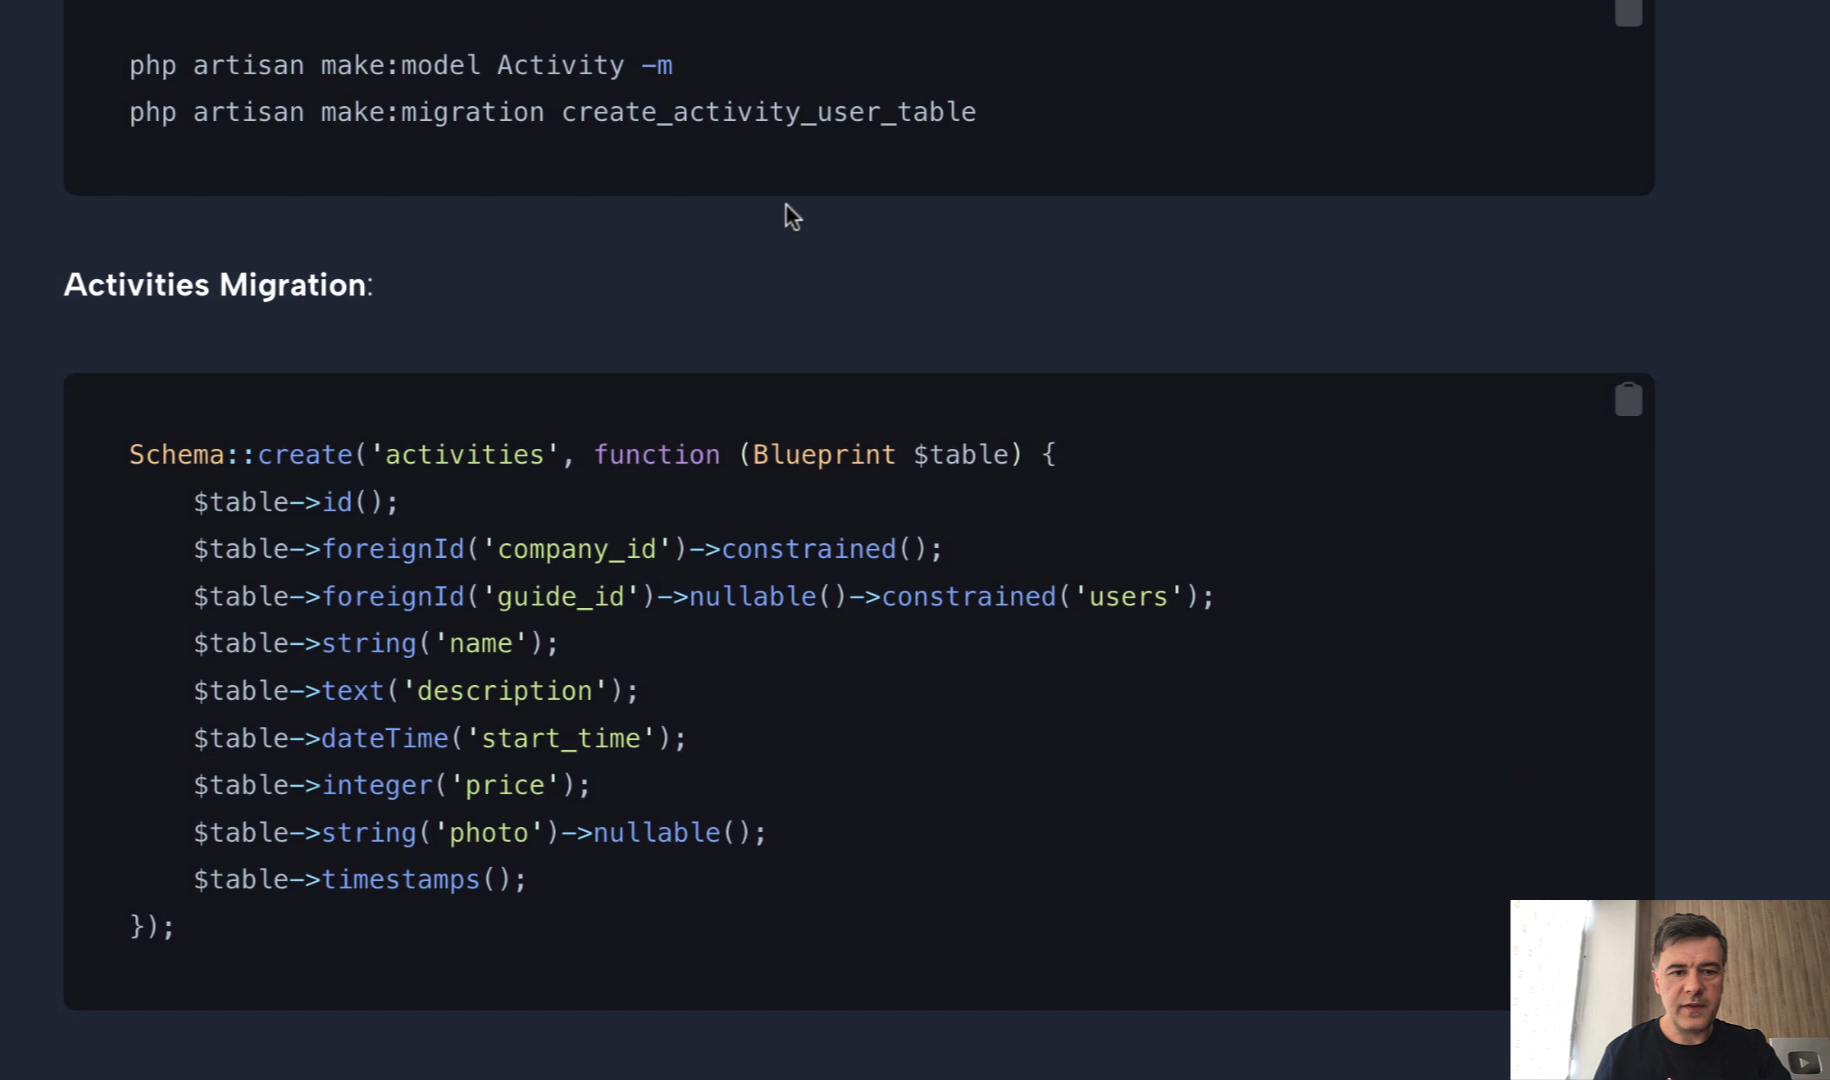 php artisan make:model Activity -m
php artisan make:migration create_activity_user_table
Activities Migration:
Schema::create('activities', function (Blueprint $table) {
    $table->id();
    $table->foreignId('company_id')->constrained();
    $table->foreignId('guide_id')->nullable()->constrained('users');
    $table->string('name');
    $table->text('description');
    $table->dateTime('start_time');
    $table->integer('price');
    $table->string('photo')->nullable();
    $table->timestamps();
});